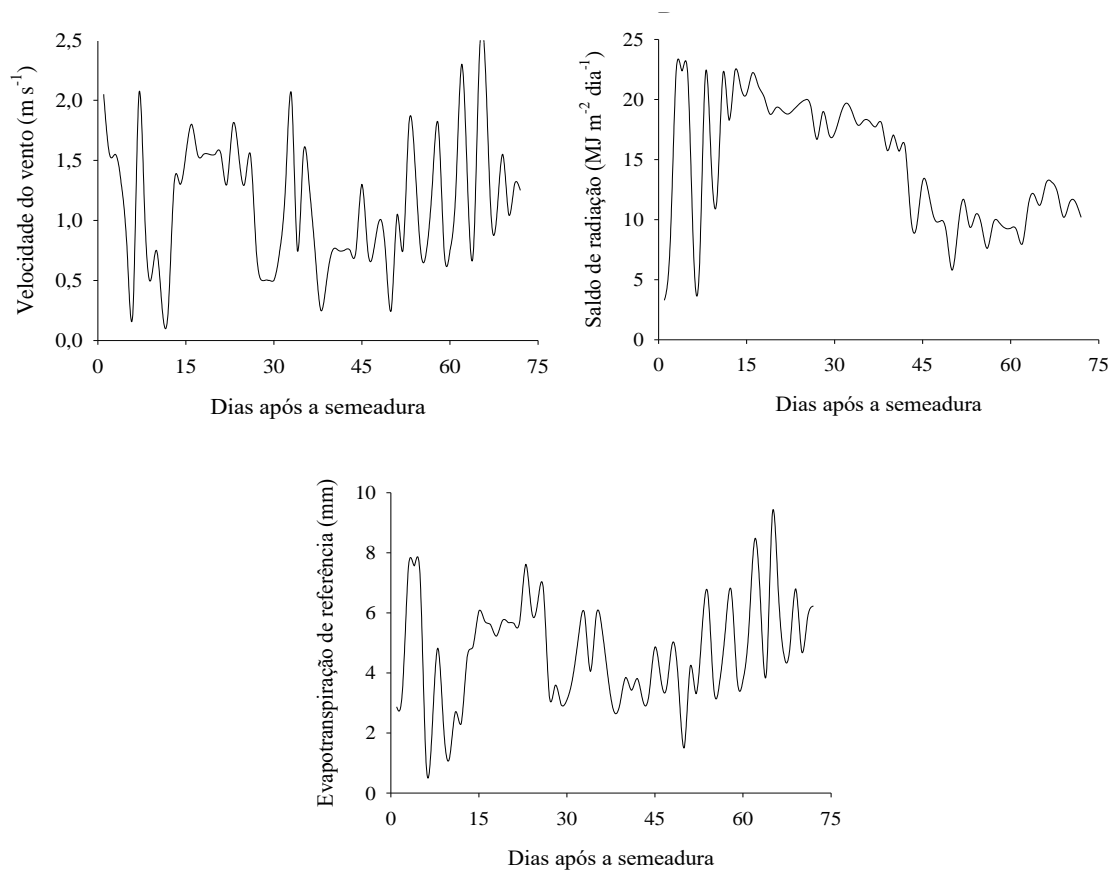 Velocidade do vento (m s⁻¹)
2,5
2,0
1,5
1,0
0,5
0,0
0 15 30 45 60 75
Dias após a semeadura
Saldo de radiação (MJ m⁻² dia⁻¹)
25
20
15
10
5
0
0 15 30 45 60 75
Dias após a semeadura
Evapotranspiração de referência (mm)
10
8
6
4
2
0
0 15 30 45 60 75
Dias após a semeadura